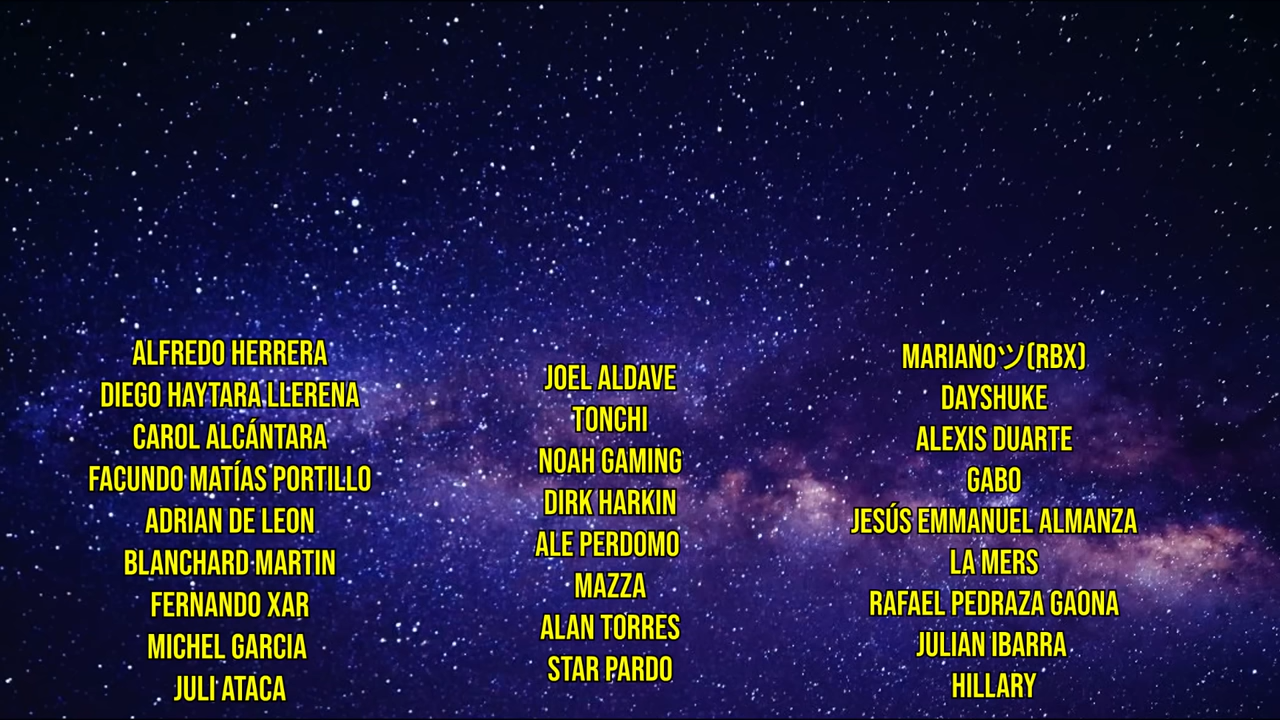 ALFREDO HERRERA
DIEGO HAYTARA LLERENA
CAROL ALCÁNTARA
FACUNDO MATÍAS PORTILLO
ADRIAN DE LEON
BLANCHARD MARTIN
FERNANDO XAR
MICHEL GARCIA
JULI ATACA
JOEL ALDAVE
TONCHI
NOAH GAMING
DIRK HARKIN
ALE PERDOMO
MAZZA
ALAN TORRES
STAR PARDO
MARIANOツ(RBX)
DAYSHUKE
ALEXIS DUARTE
GABO
JESÚS EMMANUEL ALMANZA
LA MERS
RAFAEL PEDRAZA GAONA
JULIAN IBARRA
HILLARY